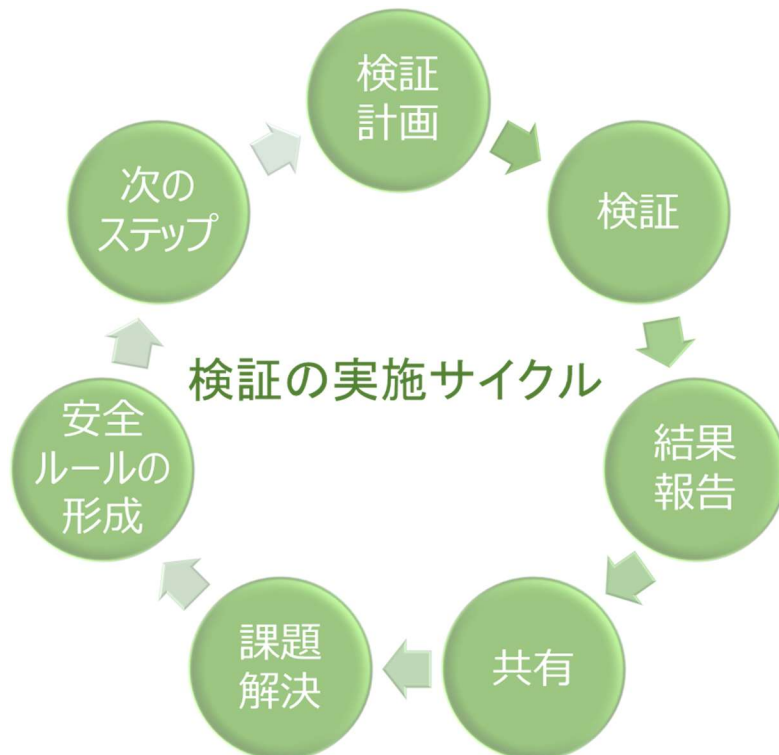 検証
計画
検証
結果
報告
共有
課題
解決
安全
ルールの
形成
次の
ステップ
検証の実施サイクル